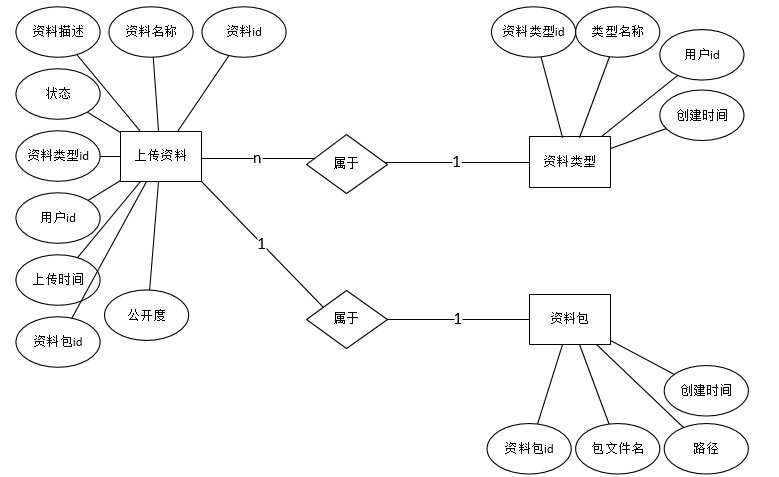 资料描述
资料名称
资料id
资料类型id
类型名称
用户id
状态
创建时间
资料类型id
上传资料
n
属于
1
资料类型
用户id
1
上传时间
公开度
属于
1
资料包
资料包id
创建时间
资料包id
包文件名
路径